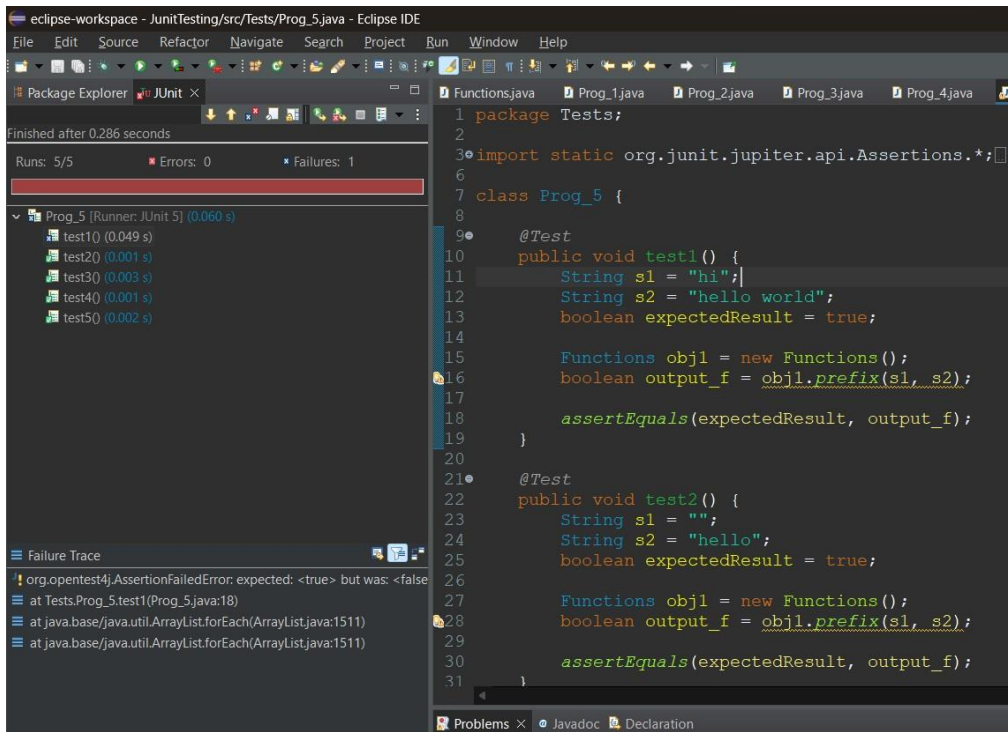 eclipse-workspace - JunitTesting/src/Tests/Prog_5.java - Eclipse IDE
File Edit Source Refactor Navigate Search Project Run Window Help
Package Explorer JUnit ×
Finished after 0.286 seconds
Runs: 5/5 Errors: 0 Failures: 1
Prog_5 [Runner: JUnit 5] (0.060 s)
test1() (0.049 s)
test2() (0.001 s)
test3() (0.003 s)
test4() (0.001 s)
test5() (0.002 s)
Failure Trace
org.opentest4j.AssertionFailedError: expected: <true> but was: <false
at Tests.Prog_5.test1(Prog_5.java:18)
at java.base/java.util.ArrayList.forEach(ArrayList.java:1511)
at java.base/java.util.ArrayList.forEach(ArrayList.java:1511)
Functions.java Prog_1.java Prog_2.java Prog_3.java Prog_4.java
1 package Tests;
2
3 import static org.junit.jupiter.api.Assertions.*;
6
7 class Prog_5 {
8
9 @Test
10 public void test1() {
11 String s1 = "hi";
12 String s2 = "hello world";
13 boolean expectedResult = true;
14
15 Functions obj1 = new Functions();
16 boolean output_f = obj1.prefix(s1, s2);
17
18 assertEquals(expectedResult, output_f);
19 }
20
21 @Test
22 public void test2() {
23 String s1 = "";
24 String s2 = "hello";
25 boolean expectedResult = true;
26
27 Functions obj1 = new Functions();
28 boolean output_f = obj1.prefix(s1, s2);
29
30 assertEquals(expectedResult, output_f);
31 }
Problems × Javadoc Declaration